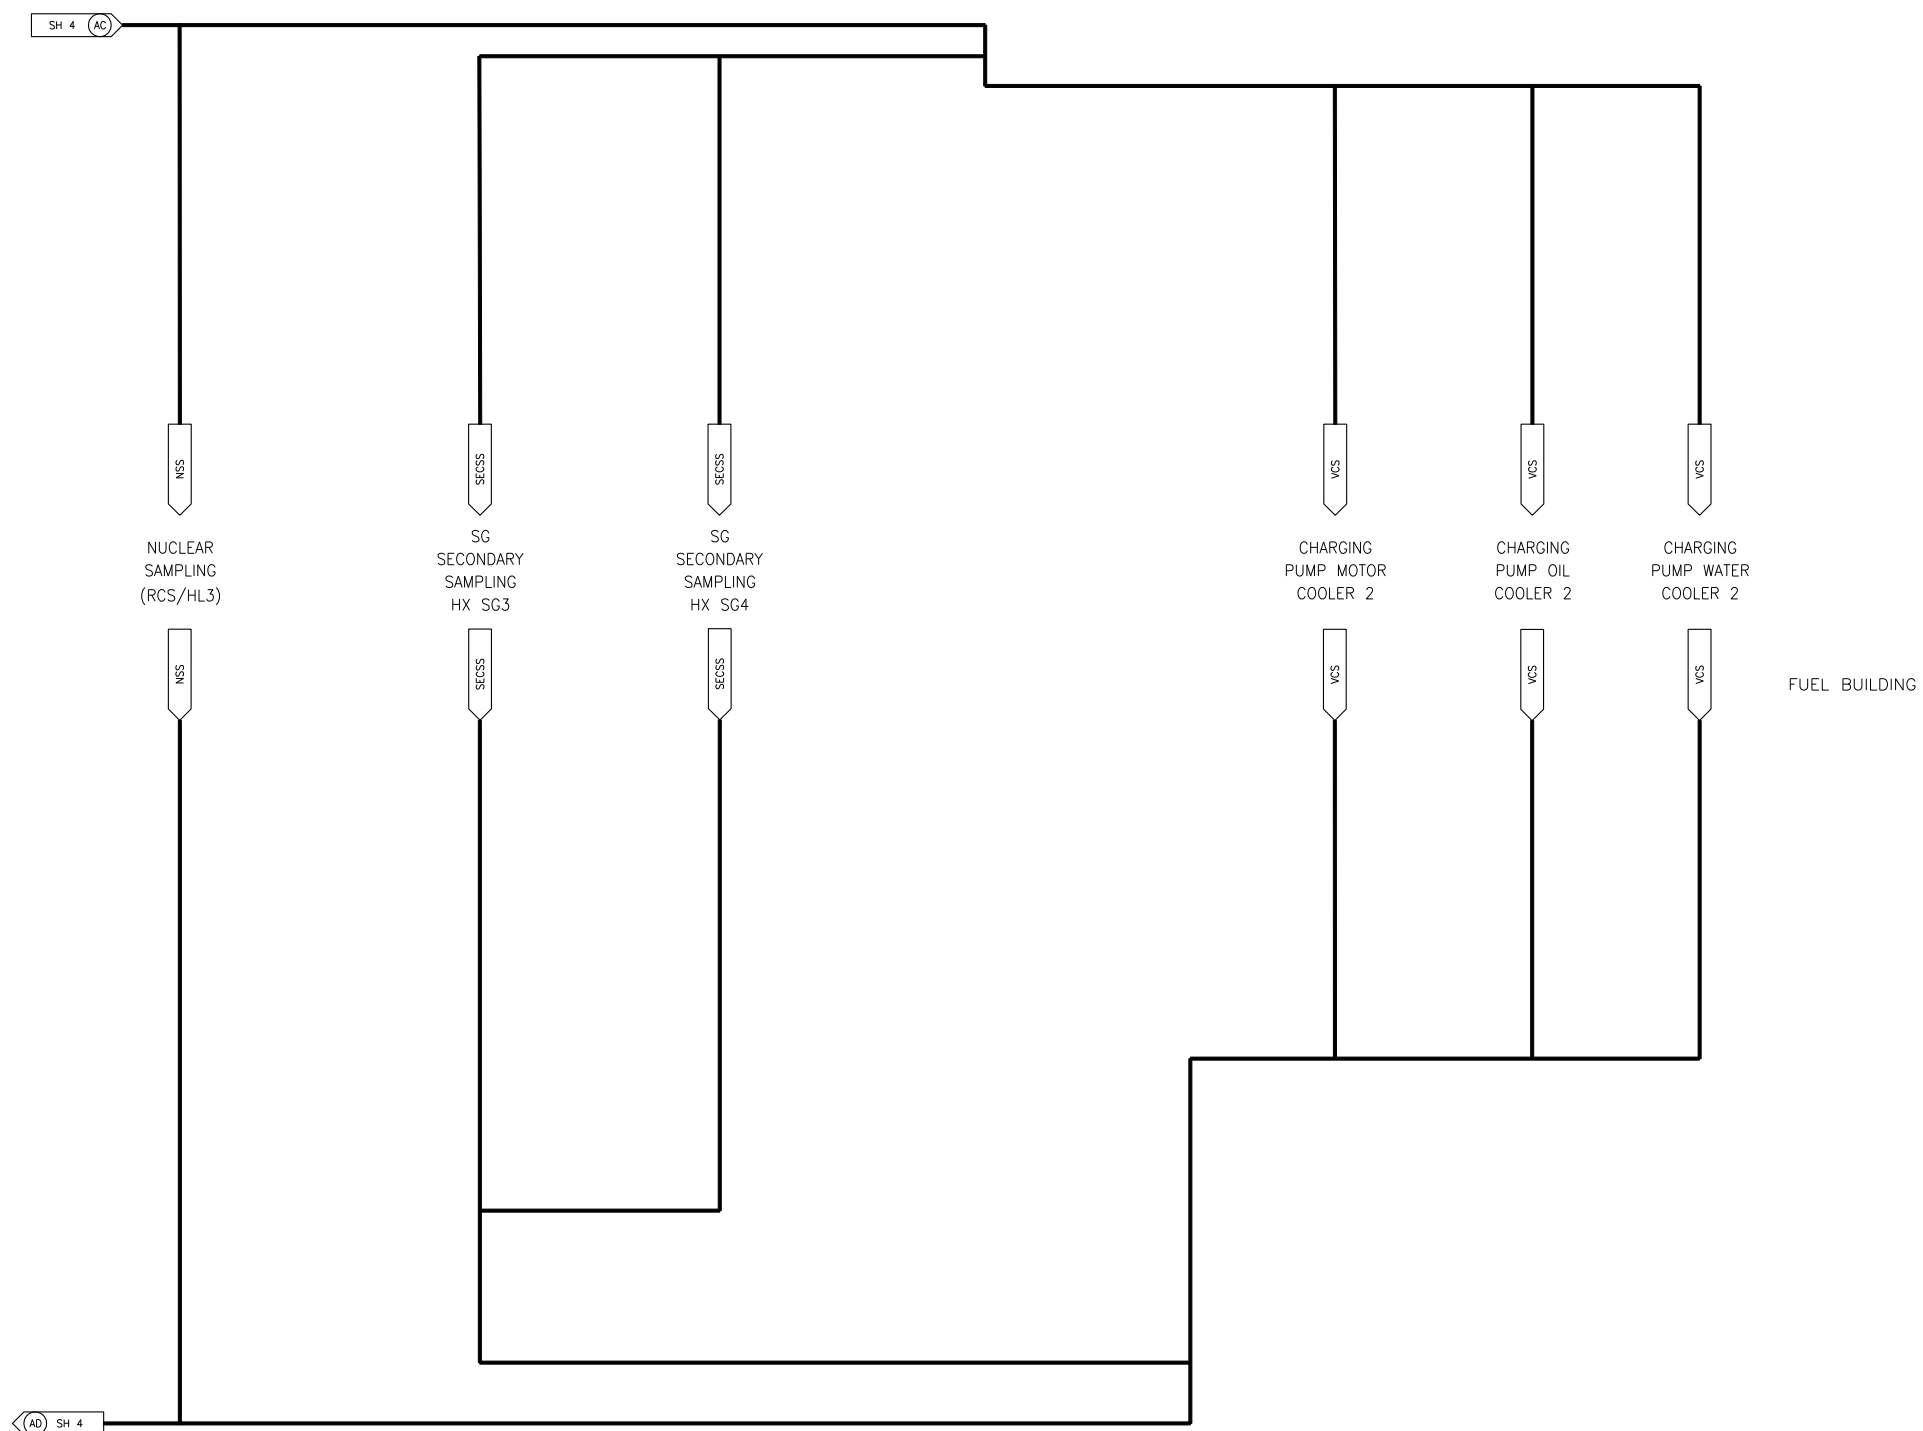 SH 4 AC
NSS
SECSS
SECSS
VCS
VCS
VCS
NUCLEAR
SAMPLING
(RCS/HL3)
SG
SECONDARY
SAMPLING
HX SG3
SG
SECONDARY
SAMPLING
HX SG4
CHARGING
PUMP MOTOR
COOLER 2
CHARGING
PUMP OIL
COOLER 2
CHARGING
PUMP WATER
COOLER 2
NSS
SECSS
SECSS
VCS
VCS
VCS
FUEL BUILDING
AD SH 4